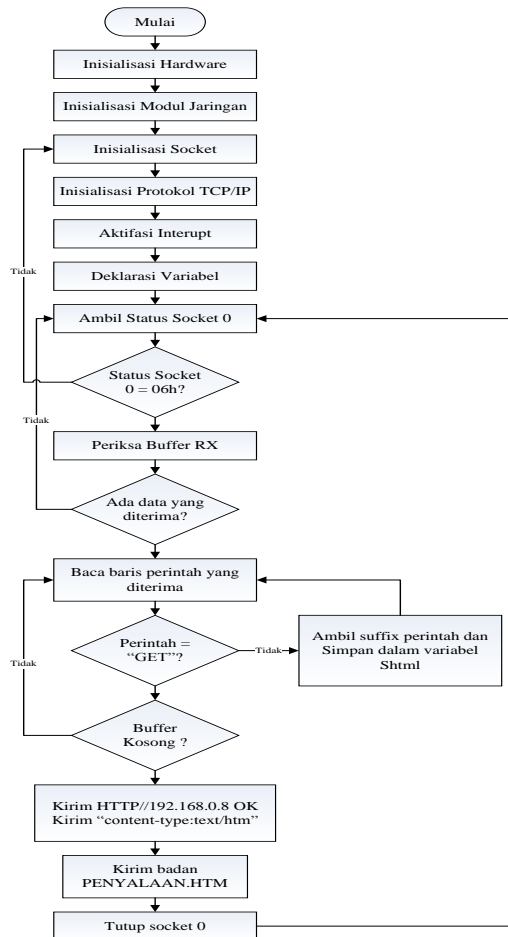 Mulai
Inisialisasi Hardware
Inisialisasi Modul Jaringan
Inisialisasi Socket
Inisialisasi Protokol TCP/IP
Aktifasi Interupt
Tidak
Deklarasi Variabel
Ambil Status Socket 0
Status Socket
0 = 06h?
Tidak
Periksa Buffer RX
Ada data yang
diterima?
Baca baris perintah yang
diterima
Perintah =
“GET”?
Tidak
Ambil suffix perintah dan
Simpan dalam variabel
Shtml
Tidak
Buffer
Kosong ?
Kirim HTTP//192.168.0.8 OK
Kirim “content-type:text/htm”
Kirim badan
PENYALAAN.HTM
Tutup socket 0